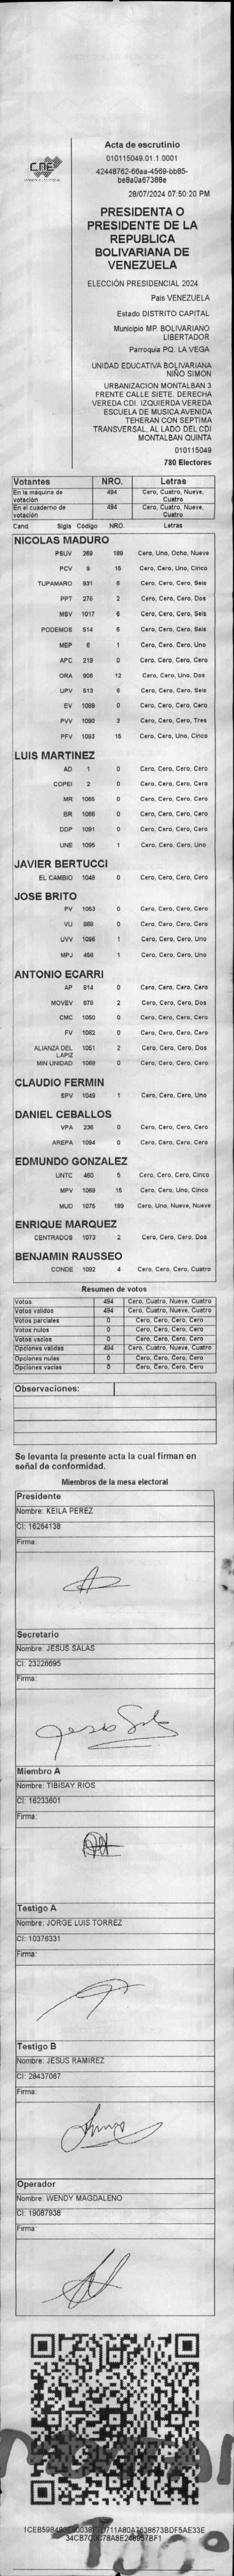 CNE
Acta de escrutinio
010115049.01.1.0001
42448762-66aa-4569-bb85-
be8a0a67388e
28/07/2024 07:50:20 PM
PRESIDENTA O
PRESIDENTE DE LA
REPUBLICA
BOLIVARIANA DE
VENEZUELA
ELECCIÓN PRESIDENCIAL 2024
Pais VENEZUELA
Estado DISTRITO CAPITAL
Municipio MP. BOLIVARIANO
LIBERTADOR
Parroquia PQ. LA VEGA
UNIDAD EDUCATIVA BOLIVARIANA
NIÑO SIMÓN
URBANIZACION MONTALBAN 3
FRENTE CALLE SIETE. DERECHA
VEREDA CDI. IZQUIERDA VEREDA
ESCUELA DE MUSICA AVENIDA
TEHERAN CON SEPTIMA
TRANSVERSAL, AL LADO DEL CDI
MONTALBAN QUINTA
010115049
780 Electores
Votantes NRO. Letras
En la máquina de votación 494 Cero, Cuatro, Nueve, Cuatro
En el cuaderno de votación 494 Cero, Cuatro, Nueve, Cuatro
Cand. Sigls Código NRO. Letras
NICOLAS MADURO
PSUV 269 189 Cero, Uno, Ocho, Nueve
PCV 9 15 Cero, Cero, Uno, Cinco
TUPAMARO 931 6 Cero, Cero, Cero, Seis
PPT 276 2 Cero, Cero, Cero, Dos
MSV 1017 6 Cero, Cero, Cero, Seis
PODEMOS 514 6 Cero, Cero, Cero, Seis
MEP 6 1 Cero, Cero, Cero, Uno
APC 219 0 Cero, Cero, Cero, Cero
ORA 906 12 Cero, Cero, Uno, Dos
UPV 513 6 Cero, Cero, Cero, Seis
EV 1089 0 Cero, Cero, Cero, Cero
PVV 1090 3 Cero, Cero, Cero, Tres
PFV 1093 15 Cero, Cero, Uno, Cinco
LUIS MARTINEZ
AD 1 0 Cero, Cero, Cero, Cero
COPEI 2 0 Cero, Cero, Cero, Cero
MR 1065 0 Cero, Cero, Cero, Cero
BR 1066 0 Cero, Cero, Cero, Cero
DDP 1091 0 Cero, Cero, Cero, Cero
UNE 1095 1 Cero, Cero, Cero, Uno
JAVIER BERTUCCI
EL CAMBIO 1048 0 Cero, Cero, Cero, Cero
JOSE BRITO
PV 1053 0 Cero, Cero, Cero, Cero
VU 868 0 Cero, Cero, Cero, Cero
UVV 1096 1 Cero, Cero, Cero, Uno
MPJ 498 1 Cero, Cero, Cero, Uno
ANTONIO ECARRI
AP 814 0 Cero, Cero, Cero, Cero
MOVEV 878 2 Cero, Cero, Cero, Dos
CMC 1050 0 Cero, Cero, Cero, Cero
FV 1062 0 Cero, Cero, Cero, Cero
ALIANZA DEL LAPIZ 1051 2 Cero, Cero, Cero, Dos
MIN UNIDAD 1069 0 Cero, Cero, Cero, Cero
CLAUDIO FERMIN
SPV 1049 1 Cero, Cero, Cero, Uno
DANIEL CEBALLOS
VPA 236 0 Cero, Cero, Cero, Cero
AREPA 1094 0 Cero, Cero, Cero, Cero
EDMUNDO GONZALEZ
UNTC 460 5 Cero, Cero, Cero, Cinco
MPV 1069 15 Cero, Cero, Uno, Cinco
MUD 1075 199 Cero, Uno, Nueve, Nueve
ENRIQUE MARQUEZ
CENTRADOS 1073 2 Cero, Cero, Cero, Dos
BENJAMIN RAUSSEO
CONDE 1092 4 Cero, Cero, Cero, Cuatro
Resumen de votos
Votos 494 Cero, Cuatro, Nueve, Cuatro
Votos validos 494 Cero, Cuatro, Nueve, Cuatro
Votos parciales 0 Cero, Cero, Cero, Cero
Votos nulos 0 Cero, Cero, Cero, Cero
Votos vacios 0 Cero, Cero, Cero, Cero
Opciones validas 494 Cero, Cuatro, Nueve, Cuatro
Opciones nulas 0 Cero, Cero, Cero, Cero
Opciones vacias 0 Cero, Cero, Cero, Cero
Observaciones:
Se levanta la presente acta la cual firman en
señal de conformidad.
Miembros de la mesa electoral
Presidente
Nombre: KEILA PEREZ
CI: 16264138
Firma:
Secretario
Nombre: JESUS SALAS
CI: 23226695
Firma:
Jesús Sals
Miembro A
Nombre: TIBISAY RIOS
CI: 16233601
Firma:
Testigo A
Nombre: JORGE LUIS TORREZ
CI: 10376331
Firma:
Testigo B
Nombre: JESUS RAMIREZ
CI: 28437067
Firma:
Operador
Nombre: WENDY MAGDALENO
CI: 19087938
Firma: